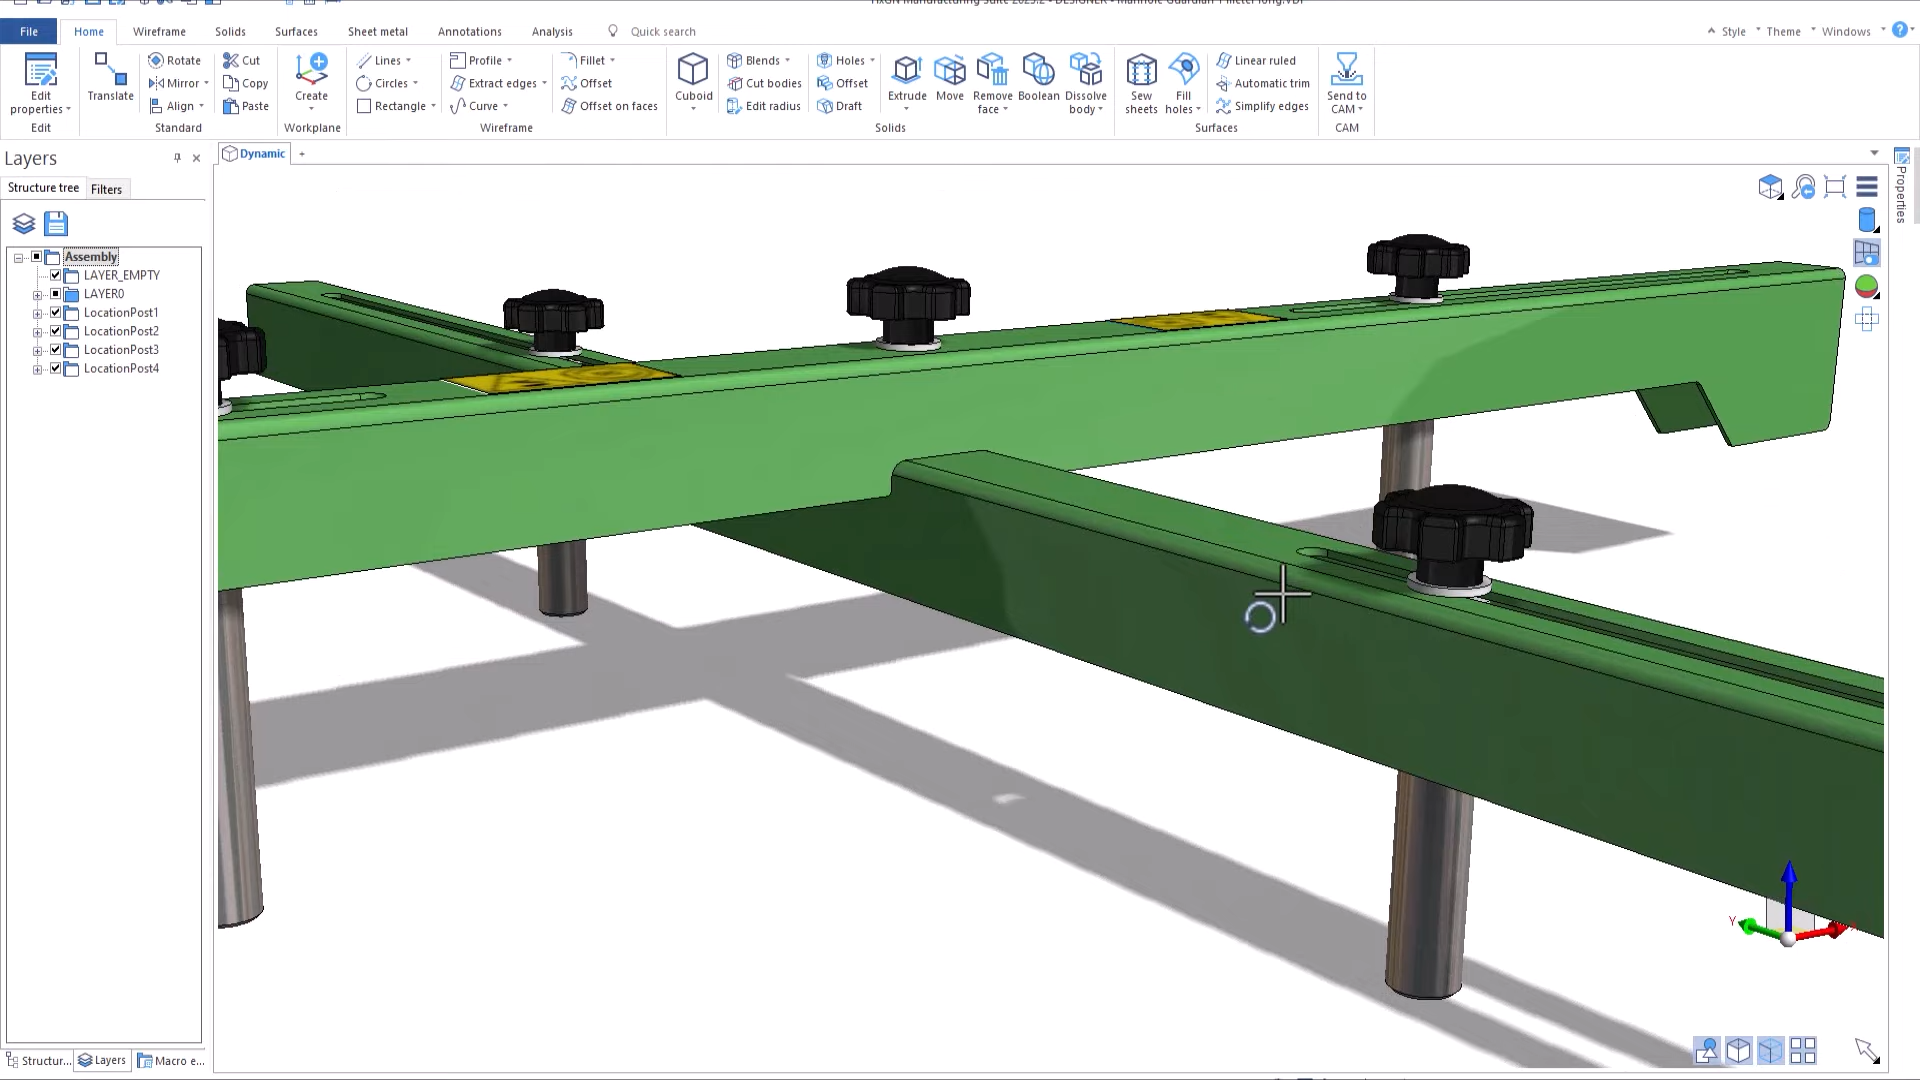 File Home Wireframe Solids Surfaces Sheet metal Annotations Analysis Quick search Style Theme Windows
Edit properties
Edit
Translate
Rotate
Mirror
Align
Cut
Copy
Paste
Standard
Create
Workplane
Lines
Circles
Rectangle
Profile
Extract edges
Curve
Fillet
Offset
Offset on faces
Wireframe
Cuboid
Blends
Cut bodies
Edit radius
Holes
Offset
Draft
Extrude
Move
Remove face
Boolean
Dissolve body
Solids
Sew sheets
Fill holes
Linear ruled
Automatic trim
Simplify edges
Surfaces
Send to CAM
CAM
Layers
Dynamic
Structure tree Filters
Properties
Assembly
LAYER_EMPTY
LAYER0
LocationPost1
LocationPost2
LocationPost3
LocationPost4
Y
Structur... Layers Macro e...